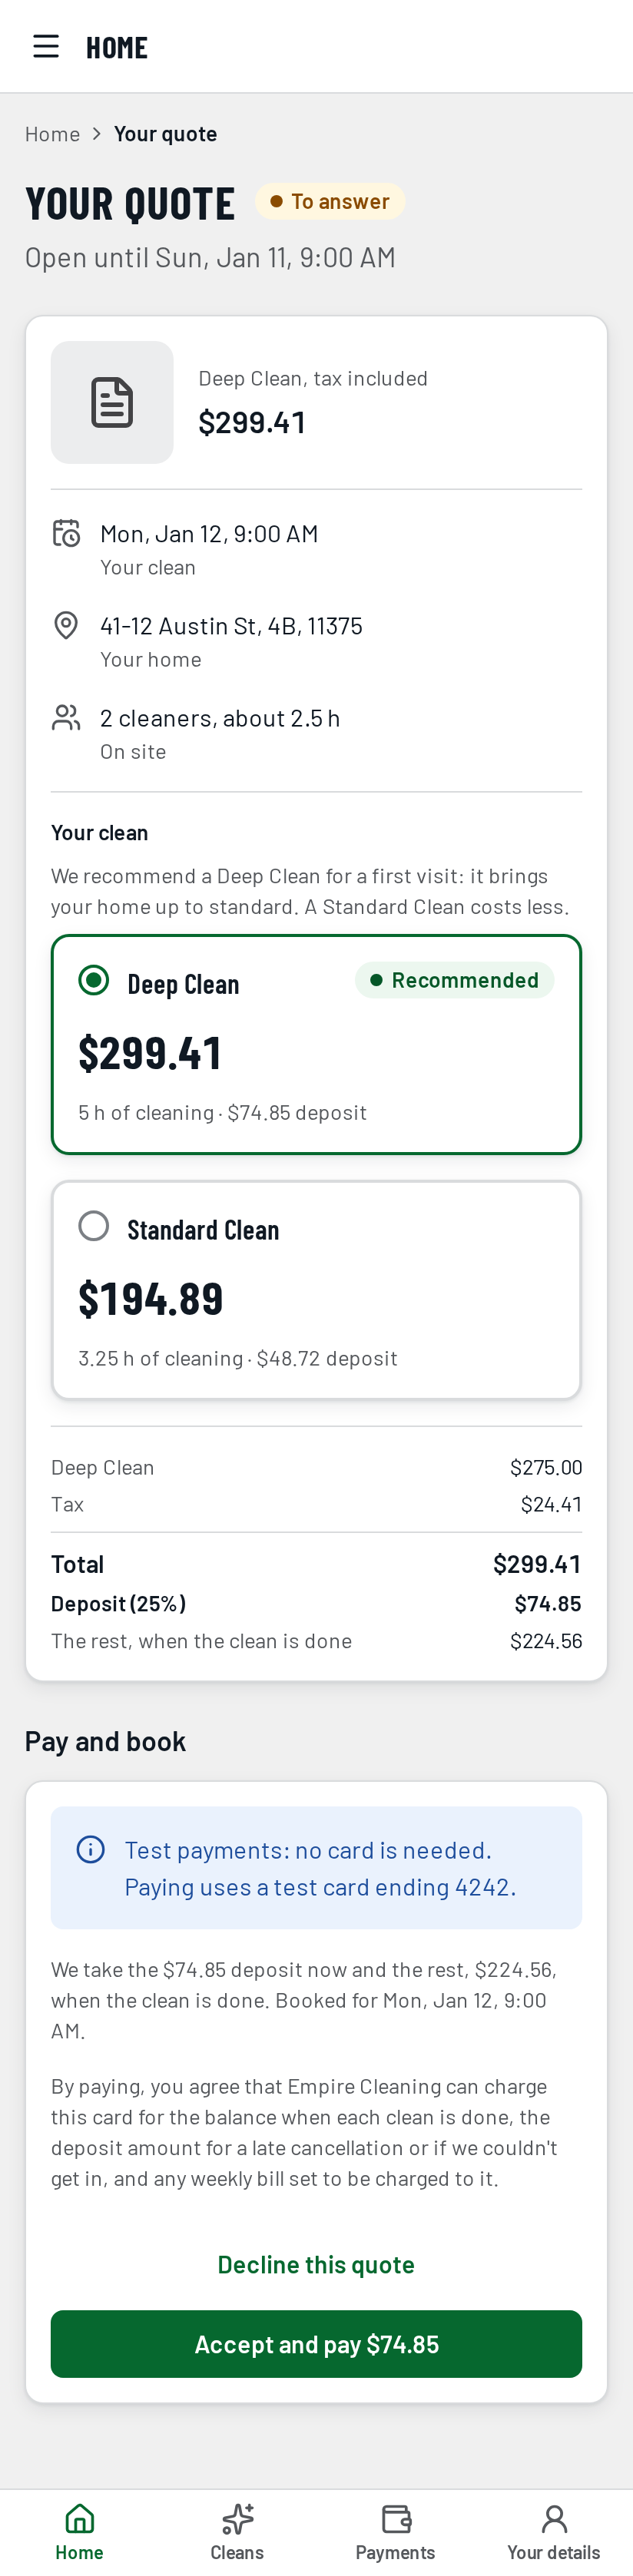 HOME
Home > Your quote
YOUR QUOTE
To answer
Open until Sun, Jan 11, 9:00 AM
Deep Clean, tax included
$299.41
Mon, Jan 12, 9:00 AM
Your clean
41-12 Austin St, 4B, 11375
Your home
2 cleaners, about 2.5 h
On site
Your clean
We recommend a Deep Clean for a first visit: it brings
your home up to standard. A Standard Clean costs less.
Deep Clean
Recommended
$299.41
5 h of cleaning · $74.85 deposit
Standard Clean
$194.89
3.25 h of cleaning · $48.72 deposit
Deep Clean $275.00
Tax $24.41
Total $299.41
Deposit (25%) $74.85
The rest, when the clean is done $224.56
Pay and book
Test payments: no card is needed.
Paying uses a test card ending 4242.
We take the $74.85 deposit now and the rest, $224.56,
when the clean is done. Booked for Mon, Jan 12, 9:00
AM.
By paying, you agree that Empire Cleaning can charge
this card for the balance when each clean is done, the
deposit amount for a late cancellation or if we couldn't
get in, and any weekly bill set to be charged to it.
Decline this quote
Accept and pay $74.85
Home Cleans Payments Your details